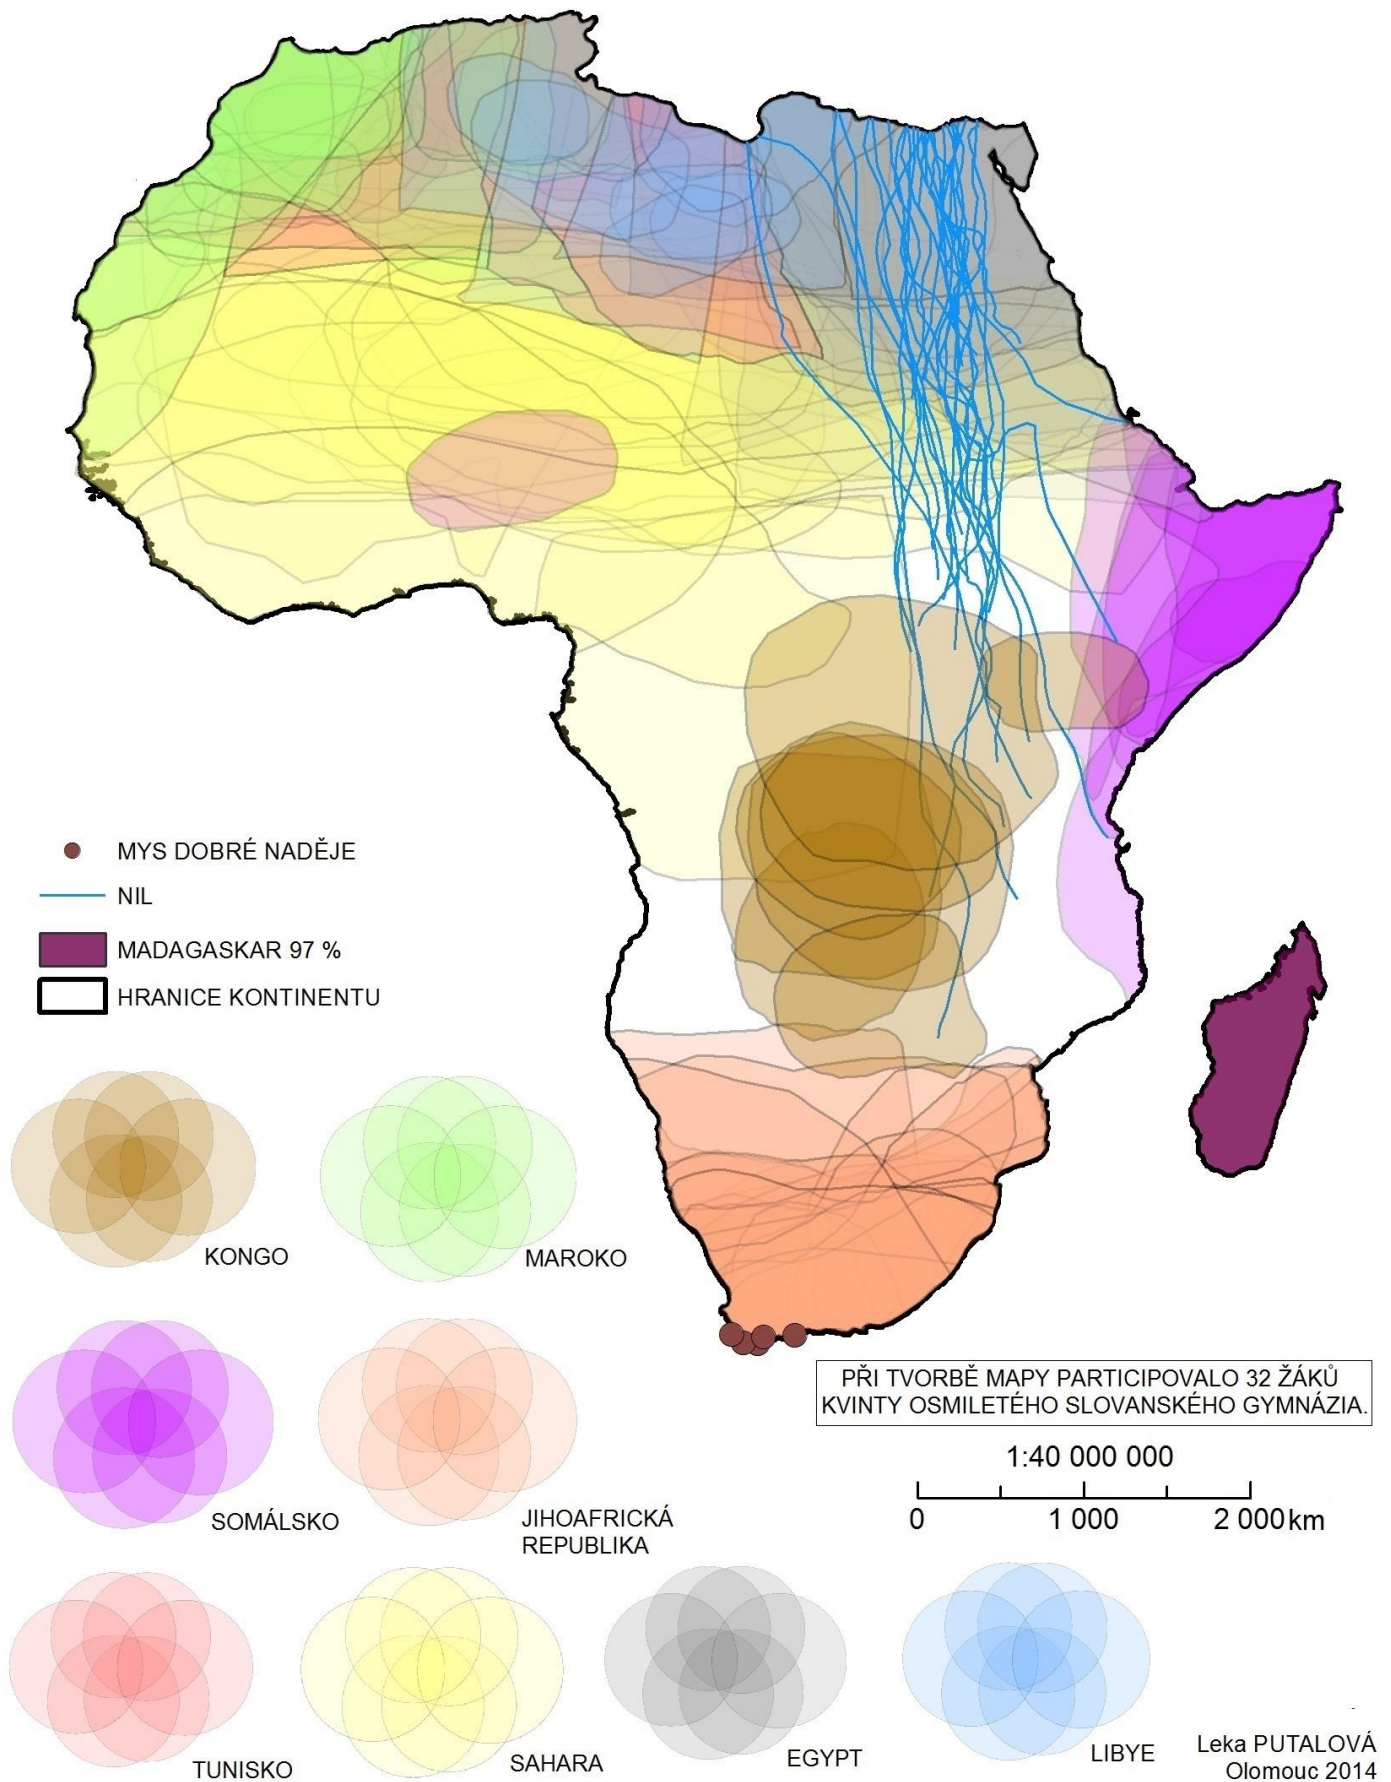 MYS DOBRÉ NADĚJE
NIL
MADAGASKAR 97 %
HRANICE KONTINENTU
KONGO
MAROKO
SOMÁLSKO
JIHOAFRICKÁ
REPUBLIKA
PŘI TVORBĚ MAPY PARTICIPOVALO 32 ŽÁKŮ
KVINTY OSMILETÉHO SLOVANSKÉHO GYMNÁZIA.
1:40 000 000
0 1 000 2 000 km
TUNISKO
SAHARA
EGYPT
LIBYE
Leka PUTALOVÁ
Olomouc 2014